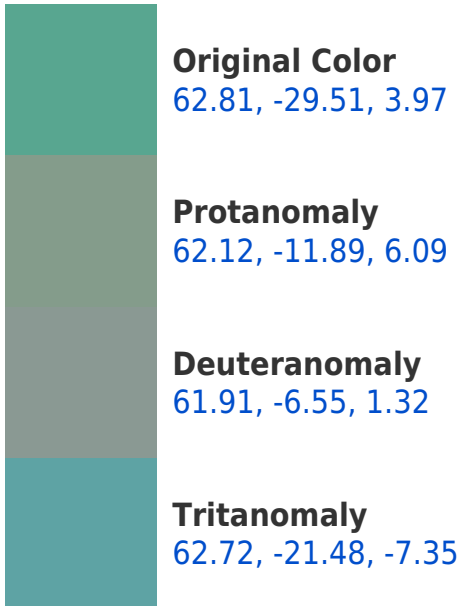 Original Color
62.81, -29.51, 3.97
Protanomaly
62.12, -11.89, 6.09
Deuteranomaly
61.91, -6.55, 1.32
Tritanomaly
62.72, -21.48, -7.35